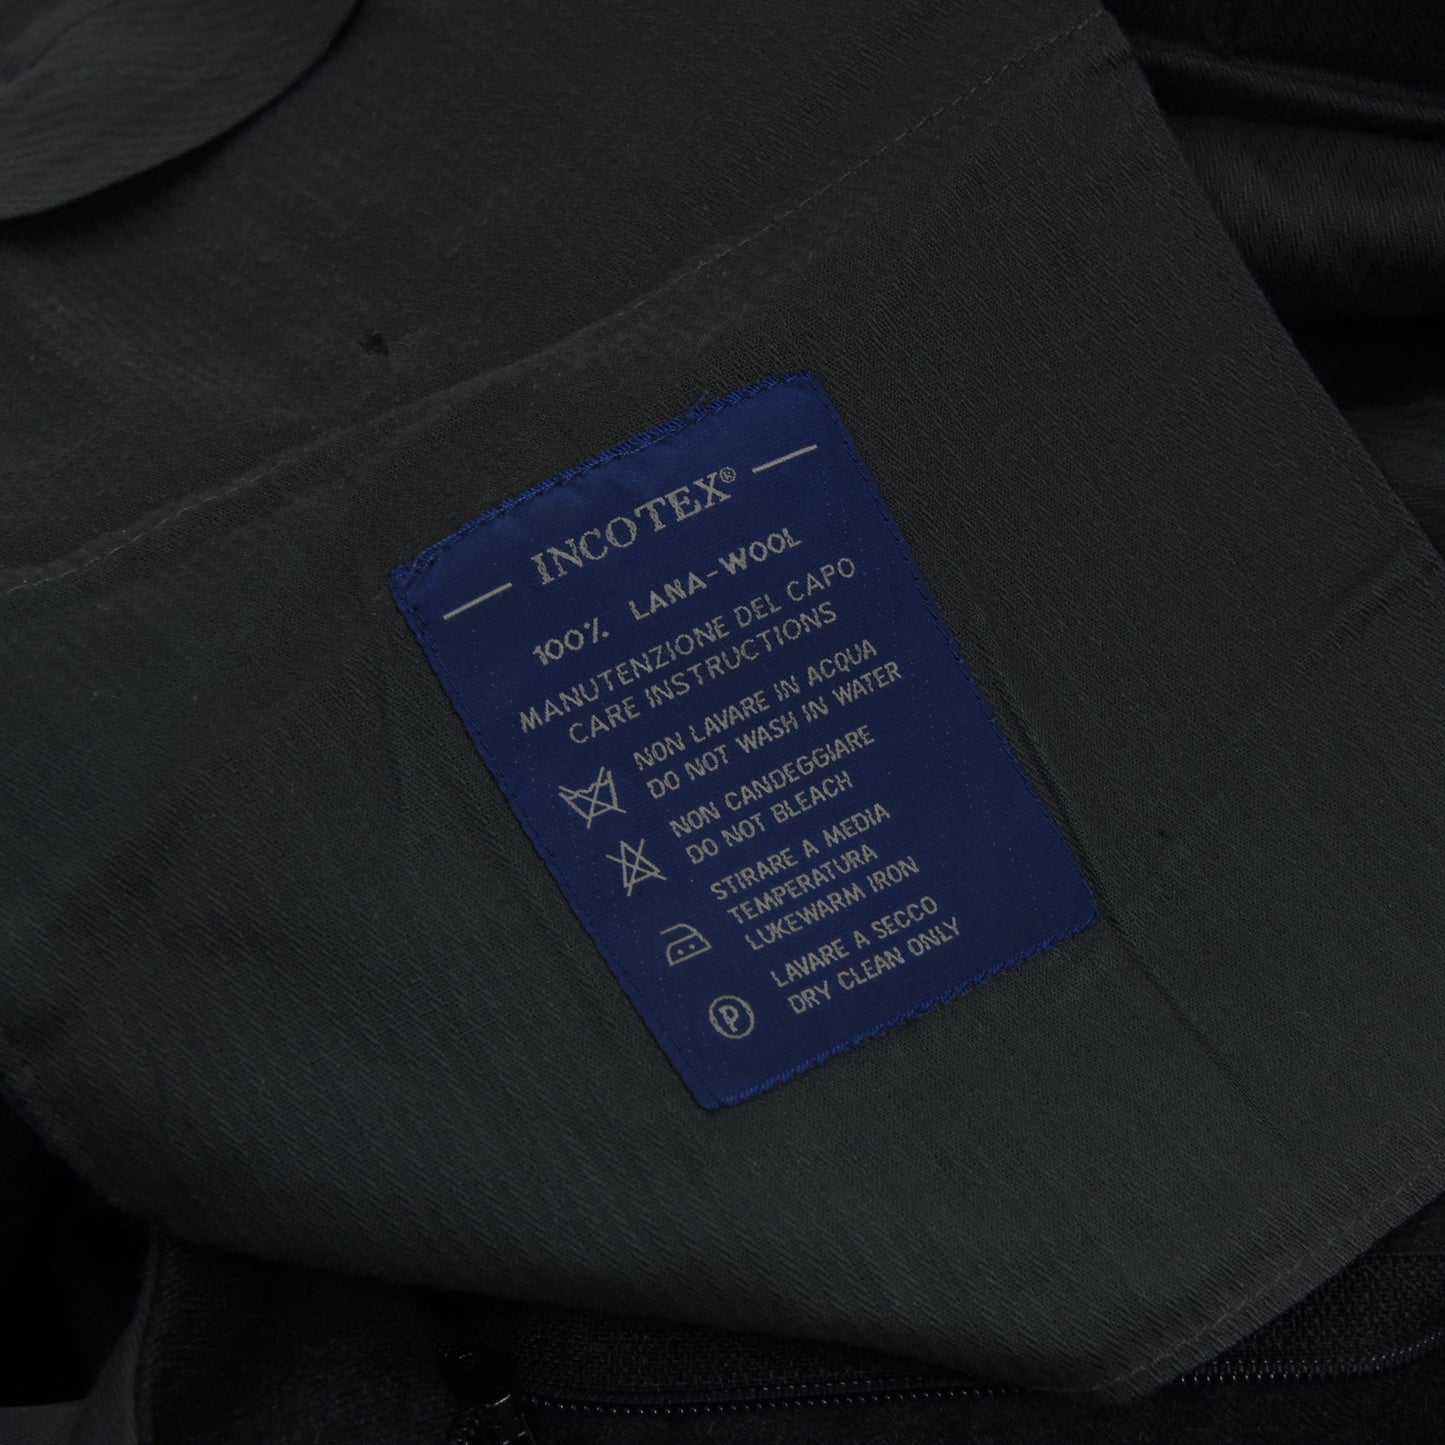 INCOTEX®
100% LANA-WOOL
MANUTENZIONE DEL CAPO
CARE INSTRUCTIONS
NON LAVARE IN ACQUA
DO NOT WASH IN WATER
NON CANDEGGIARE
DO NOT BLEACH
STIRARE A MEDIA
TEMPERATURA
LUKEWARM IRON
LAVARE A SECCO
DRY CLEAN ONLY
P